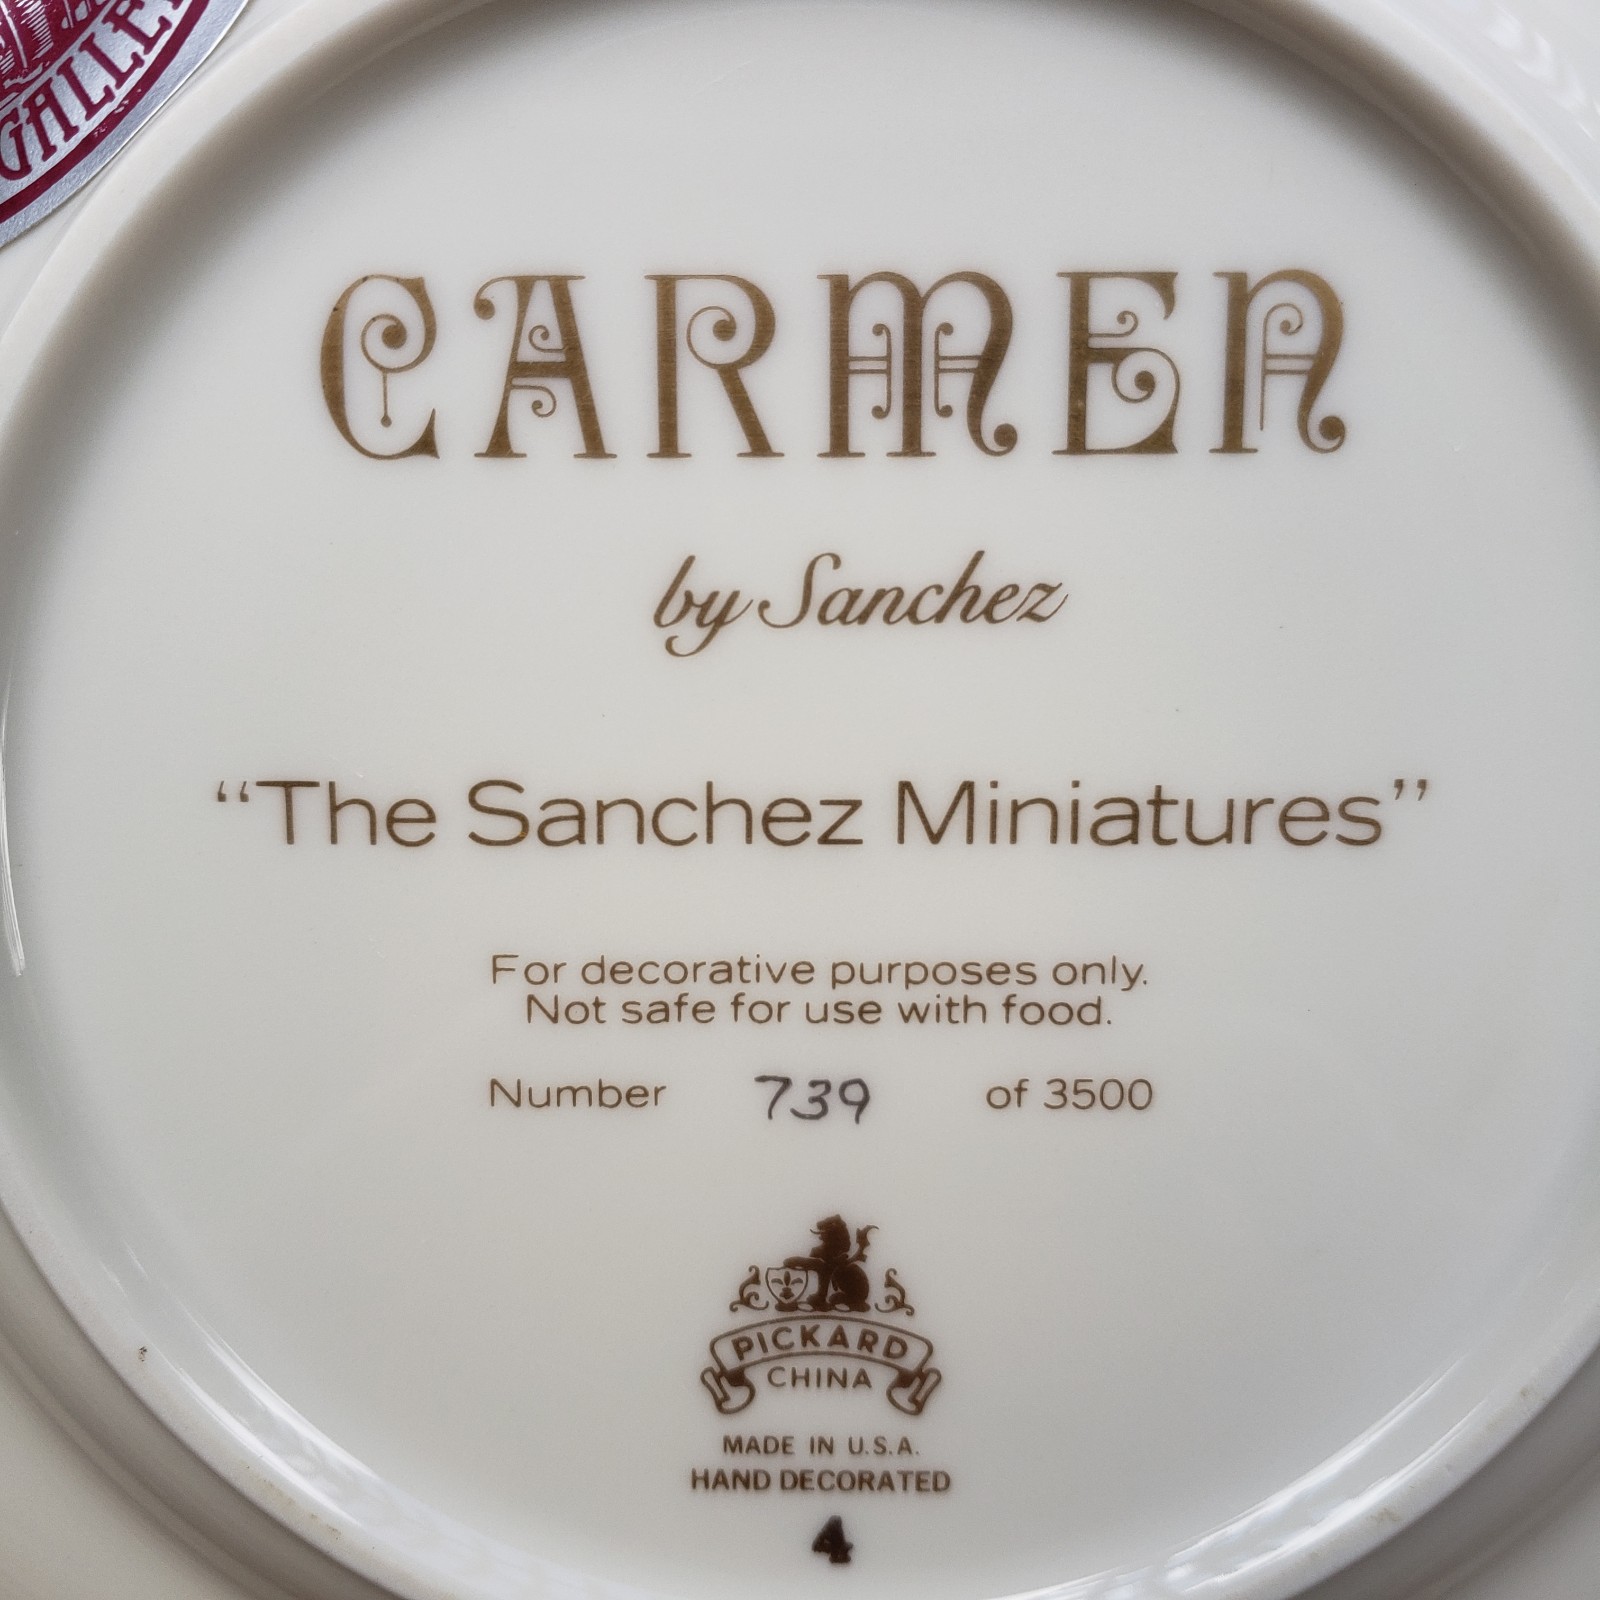 GALLE
CARMEN
by Sanchez
“The Sanchez Miniatures”
For decorative purposes only.
Not safe for use with food.
Number 739 of 3500
PICKARD
CHINA
MADE IN U.S.A.
HAND DECORATED
4